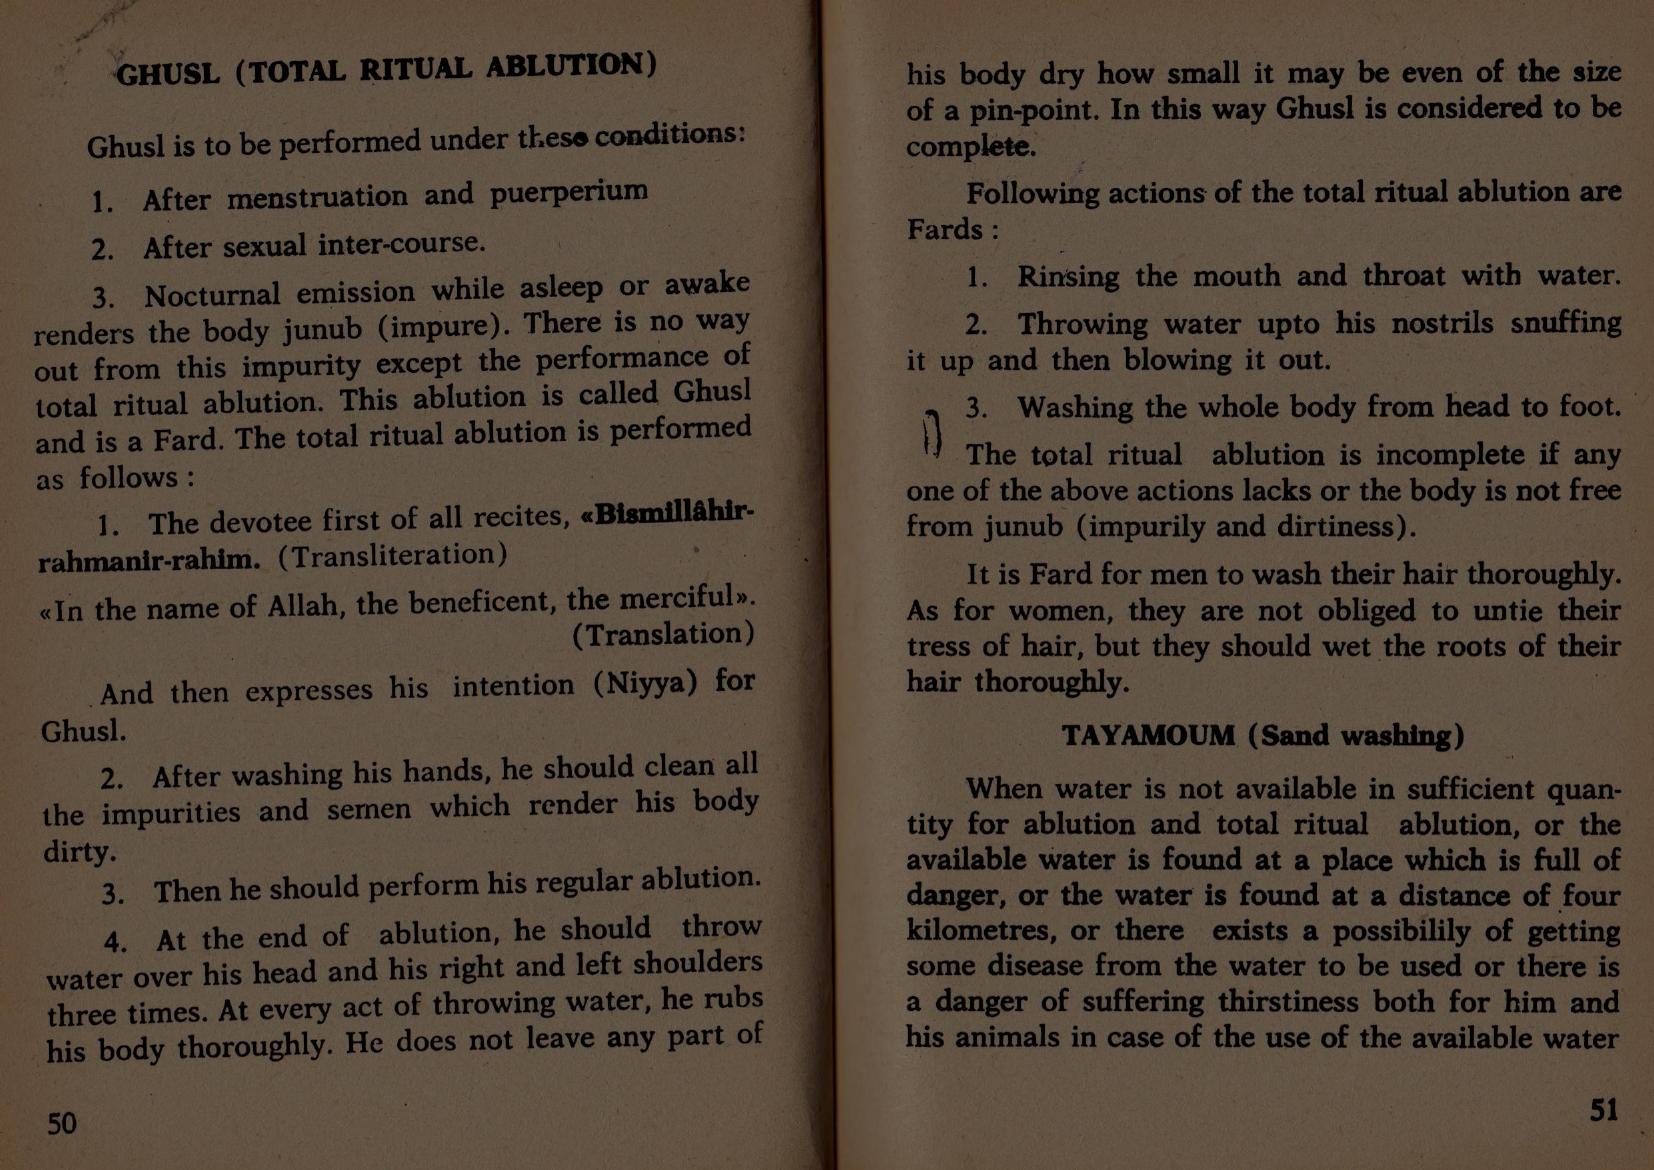 GHUSL (TOTAL RITUAL ABLUTION)
Ghusl is to be performed under these conditions:
1. After menstruation and puerperium
2. After sexual inter-course.
3. Nocturnal emission while asleep or awake
renders the body junub (impure). There is no way
out from this impurity except the performance of
total ritual ablution. This ablution is called Ghusl
and is a Fard. The total ritual ablution is performed
as follows :
1. The devotee first of all recites, «Bismillâhir-
rahmanir-rahim. (Transliteration)
«In the name of Allah, the beneficent, the merciful».
(Translation)
And then expresses his intention (Niyya) for
Ghusl.
2. After washing his hands, he should clean all
the impurities and semen which render his body
dirty.
3. Then he should perform his regular ablution.
4. At the end of ablution, he should throw
water over his head and his right and left shoulders
three times. At every act of throwing water, he rubs
his body thoroughly. He does not leave any part of
50
his body dry how small it may be even of the size
of a pin-point. In this way Ghusl is considered to be
complete.
Following actions of the total ritual ablution are
Fards :
1. Rinsing the mouth and throat with water.
2. Throwing water upto his nostrils snuffing
it up and then blowing it out.
3. Washing the whole body from head to foot.
The total ritual ablution is incomplete if any
one of the above actions lacks or the body is not free
from junub (impurily and dirtiness).
It is Fard for men to wash their hair thoroughly.
As for women, they are not obliged to untie their
tress of hair, but they should wet the roots of their
hair thoroughly.
TAYAMOUM (Sand washing)
When water is not available in sufficient quan-
tity for ablution and total ritual ablution, or the
available water is found at a place which is full of
danger, or the water is found at a distance of four
kilometres, or there exists a possibilily of getting
some disease from the water to be used or there is
a danger of suffering thirstiness both for him and
his animals in case of the use of the available water
51